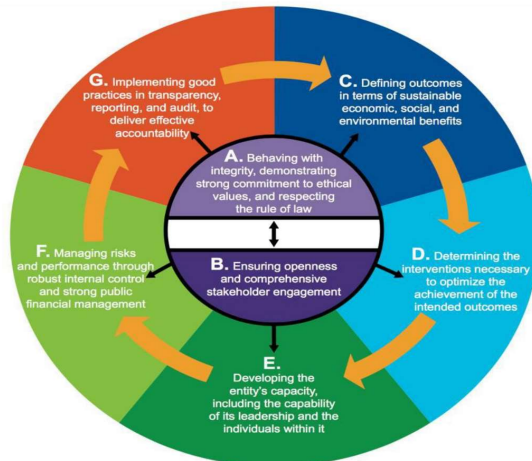 A. Behaving with
integrity, demonstrating
strong commitment to ethical
values, and respecting
the rule of law
B. Ensuring openness
and comprehensive
stakeholder engagement
C. Defining outcomes
in terms of sustainable
economic, social, and
environmental benefits
D. Determining the
interventions necessary
to optimize the
achievement of the
intended outcomes
E.
Developing the
entity's capacity,
including the capability
of its leadership and the
individuals within it
F. Managing risks
and performance through
robust internal control
and strong public
financial management
G. Implementing good
practices in transparency,
reporting, and audit, to
deliver effective
accountability